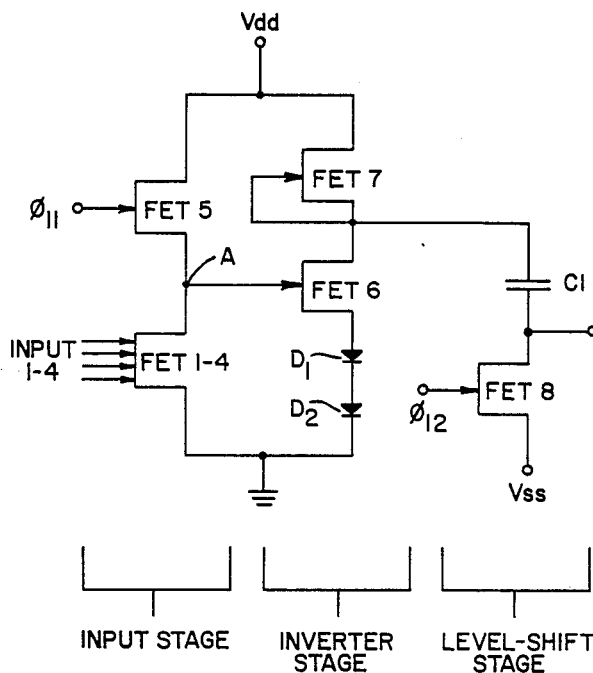 Vdd
FET 7
Ø11
FET 5
A
FET 6
C1
INPUT
1-4
FET 1-4
D1
D2
Ø12
FET 8
Vss
INPUT STAGE
INVERTER
STAGE
LEVEL-SHIFT
STAGE